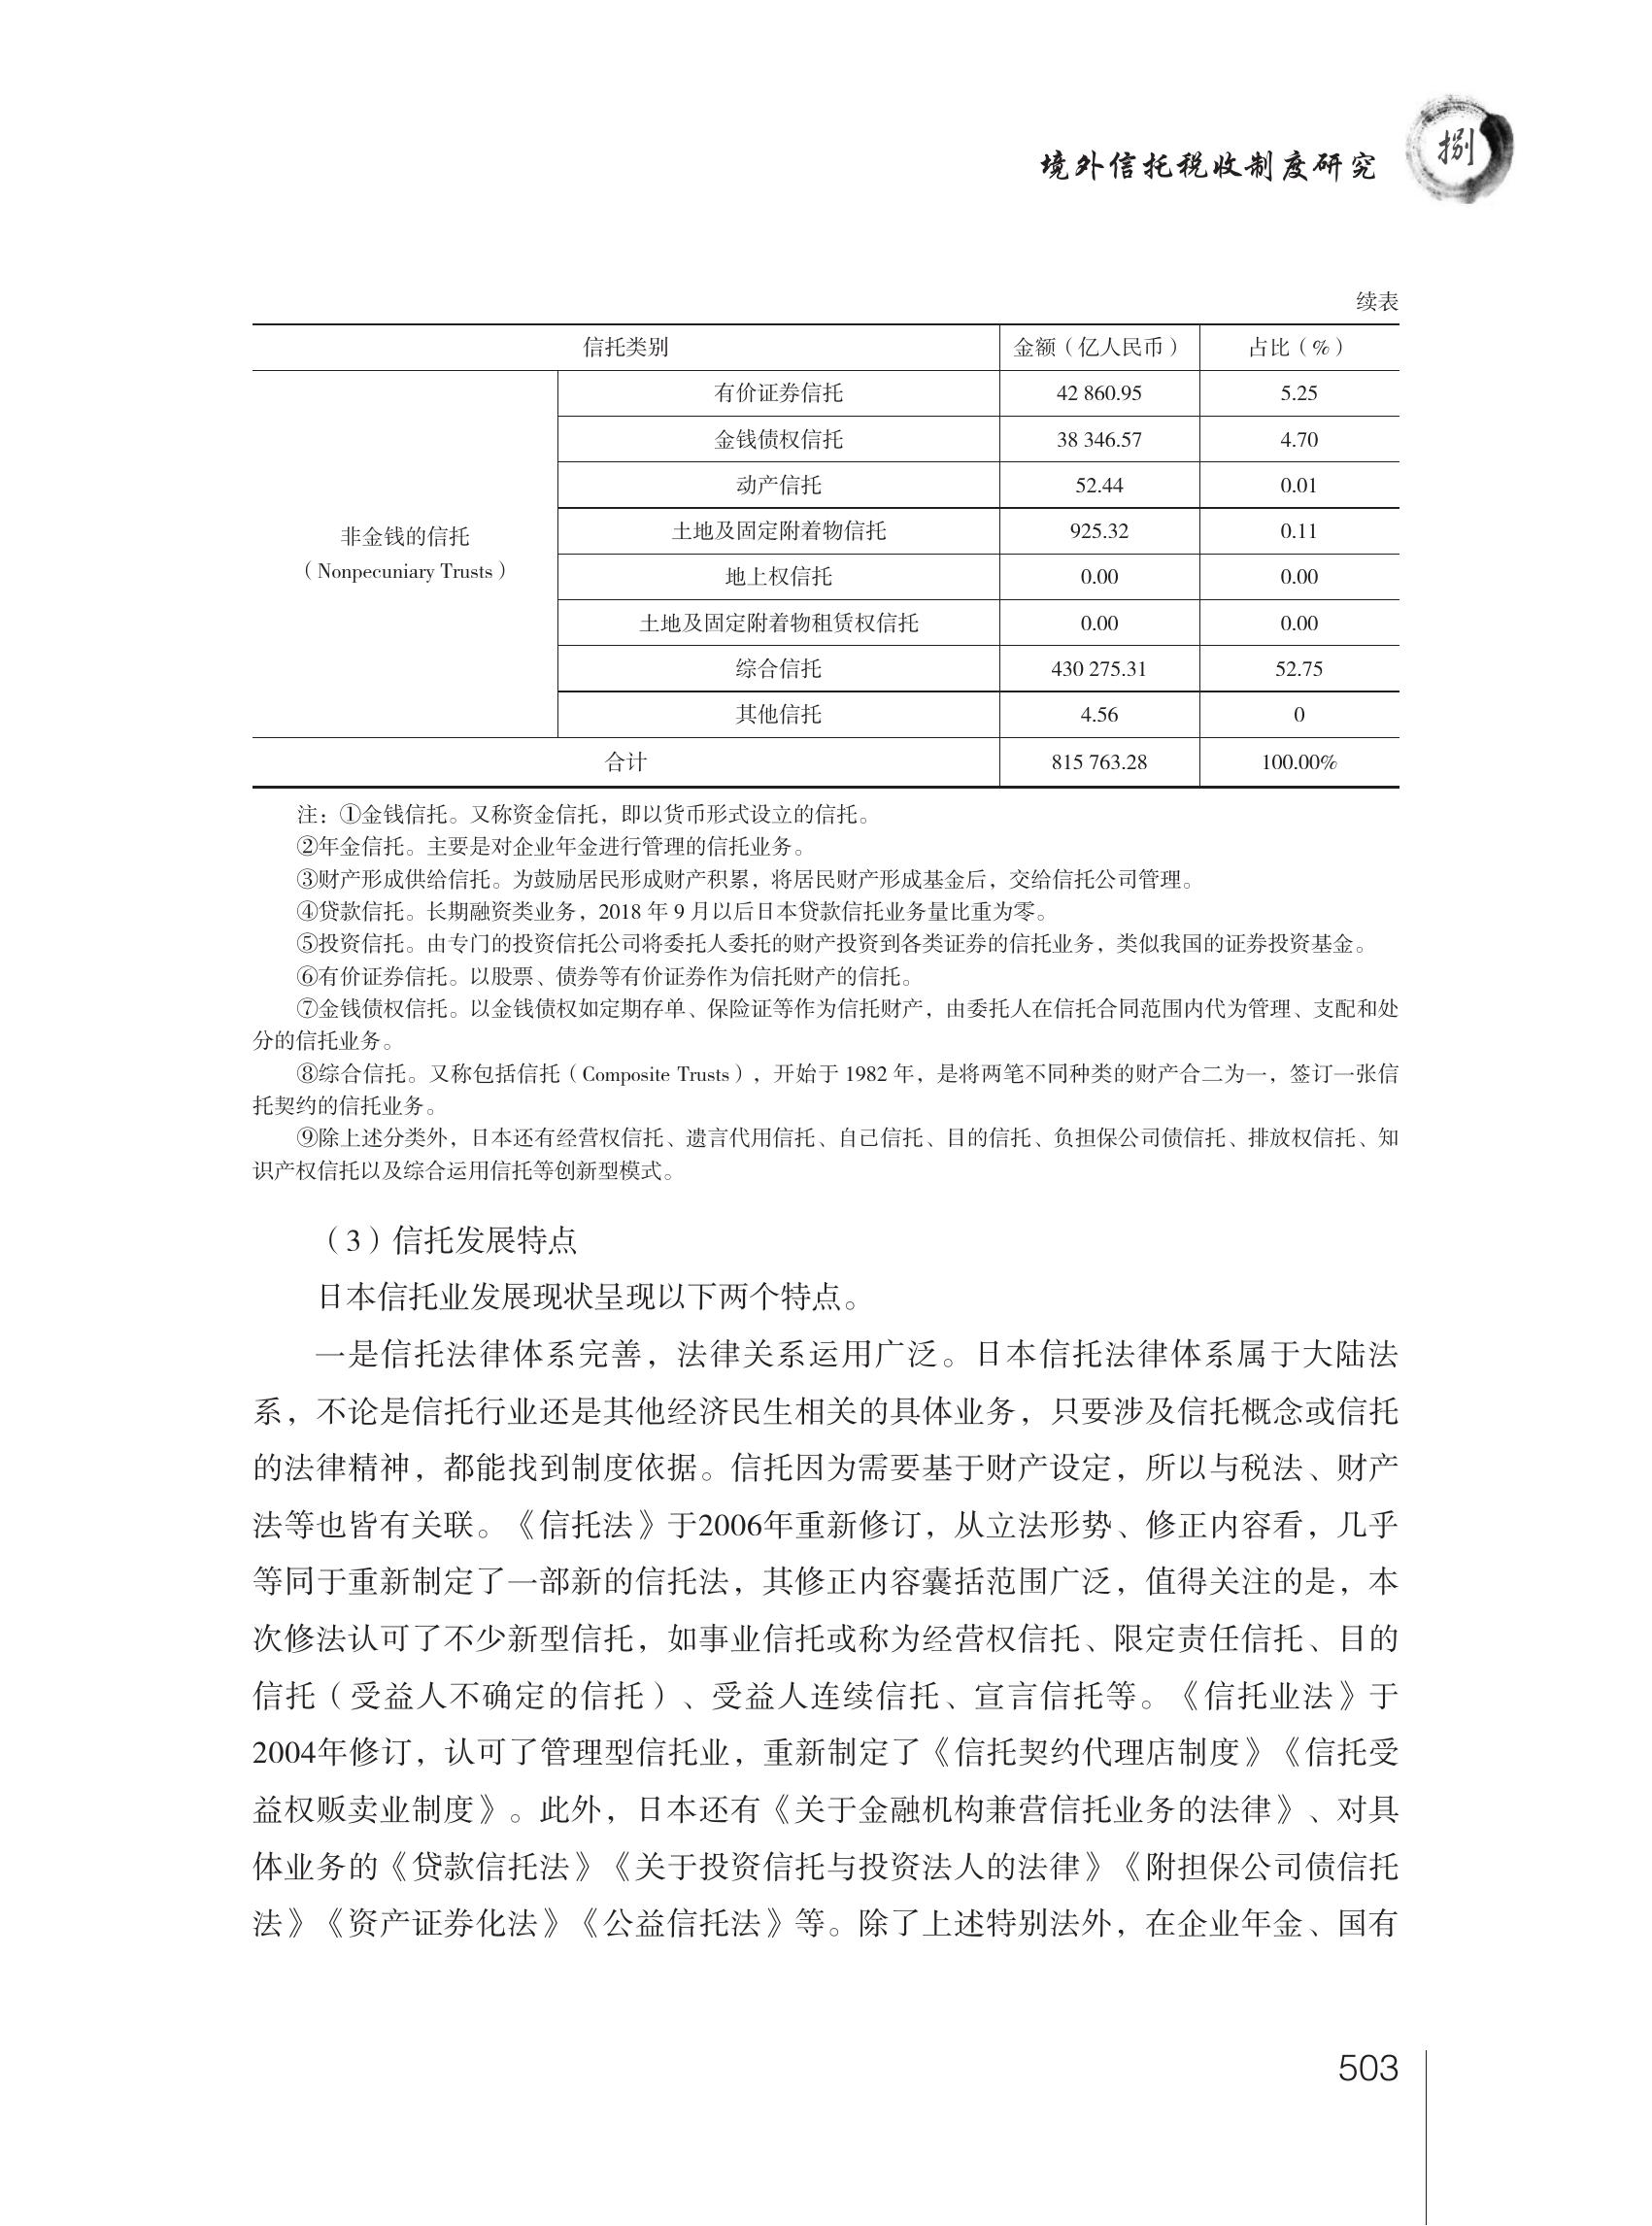 境外信托税收制度研究
捌
续表
信托类别 金额（亿人民币） 占比（%）
非金钱的信托
（Nonpecuniary Trusts）
有价证券信托 42 860.95 5.25
金钱债权信托 38 346.57 4.70
动产信托 52.44 0.01
土地及固定附着物信托 925.32 0.11
地上权信托 0.00 0.00
土地及固定附着物租赁权信托 0.00 0.00
综合信托 430 275.31 52.75
其他信托 4.56 0
合计 815 763.28 100.00%
注：①金钱信托。又称资金信托，即以货币形式设立的信托。
②年金信托。主要是对企业年金进行管理的信托业务。
③财产形成供给信托。为鼓励居民形成财产积累，将居民财产形成基金后，交给信托公司管理。
④贷款信托。长期融资类业务，2018 年 9 月以后日本贷款信托业务量比重为零。
⑤投资信托。由专门的投资信托公司将委托人委托的财产投资到各类证券的信托业务，类似我国的证券投资基金。
⑥有价证券信托。以股票、债券等有价证券作为信托财产的信托。
⑦金钱债权信托。以金钱债权如定期存单、保险证等作为信托财产，由委托人在信托合同范围内代为管理、支配和处
分的信托业务。
⑧综合信托。又称包括信托（Composite Trusts），开始于 1982 年，是将两笔不同种类的财产合二为一，签订一张信
托契约的信托业务。
⑨除上述分类外，日本还有经营权信托、遗言代用信托、自己信托、目的信托、负担保公司债信托、排放权信托、知
识产权信托以及综合运用信托等创新型模式。
（3）信托发展特点
日本信托业发展现状呈现以下两个特点。
一是信托法律体系完善，法律关系运用广泛。日本信托法律体系属于大陆法
系，不论是信托行业还是其他经济民生相关的具体业务，只要涉及信托概念或信托
的法律精神，都能找到制度依据。信托因为需要基于财产设定，所以与税法、财产
法等也皆有关联。《信托法》于2006年重新修订，从立法形势、修正内容看，几乎
等同于重新制定了一部新的信托法，其修正内容囊括范围广泛，值得关注的是，本
次修法认可了不少新型信托，如事业信托或称为经营权信托、限定责任信托、目的
信托（受益人不确定的信托）、受益人连续信托、宣言信托等。《信托业法》于
2004年修订，认可了管理型信托业，重新制定了《信托契约代理店制度》《信托受
益权贩卖业制度》。此外，日本还有《关于金融机构兼营信托业务的法律》、对具
体业务的《贷款信托法》《关于投资信托与投资法人的法律》《附担保公司债信托
法》《资产证券化法》《公益信托法》等。除了上述特别法外，在企业年金、国有
503